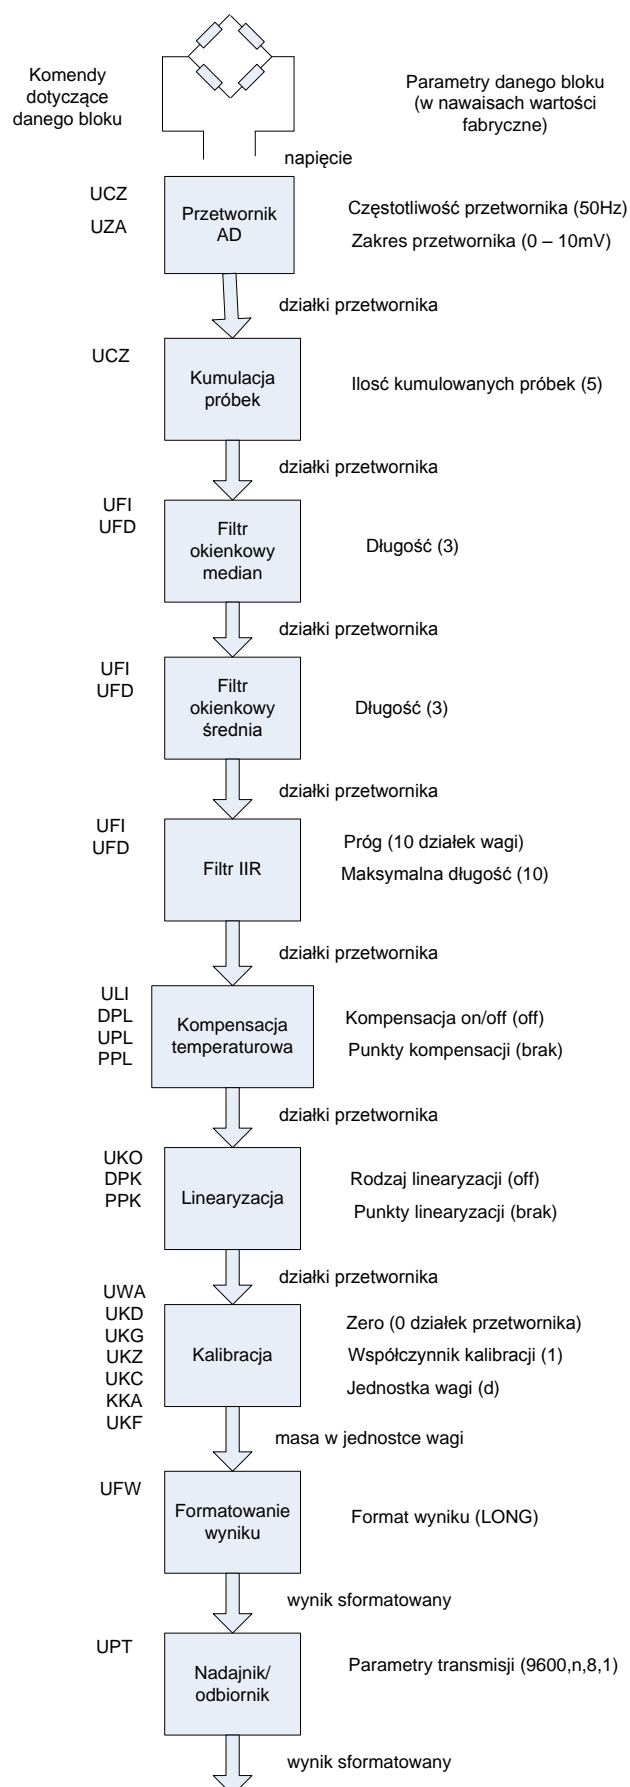 Komendy
dotyczące
danego bloku
Parametry danego bloku
(w nawaisach wartości
fabryczne)
napięcie
UCZ
UZA
Przetwornik
AD
Częstotliwość przetwornika (50Hz)
Zakres przetwornika (0 – 10mV)
działki przetwornika
UCZ
Kumulacja
próbek
Ilosć kumulowanych próbek (5)
działki przetwornika
UFI
UFD
Filtr
okienkowy
median
Długość (3)
działki przetwornika
UFI
UFD
Filtr
okienkowy
średnia
Długość (3)
działki przetwornika
UFI
UFD
Filtr IIR
Próg (10 działek wagi)
Maksymalna długość (10)
działki przetwornika
ULI
DPL
UPL
PPL
Kompensacja
temperaturowa
Kompensacja on/off (off)
Punkty kompensacji (brak)
działki przetwornika
UKO
DPK
PPK
Linearyzacja
Rodzaj linearyzacji (off)
Punkty linearyzacji (brak)
działki przetwornika
UWA
UKD
UKG
UKZ
UKC
KKA
UKF
Kalibracja
Zero (0 działek przetwornika)
Współczynnik kalibracji (1)
Jednostka wagi (d)
masa w jednostce wagi
UFW
Formatowanie
wyniku
Format wyniku (LONG)
wynik sformatowany
UPT
Nadajnik/
odbiornik
Parametry transmisji (9600,n,8,1)
wynik sformatowany